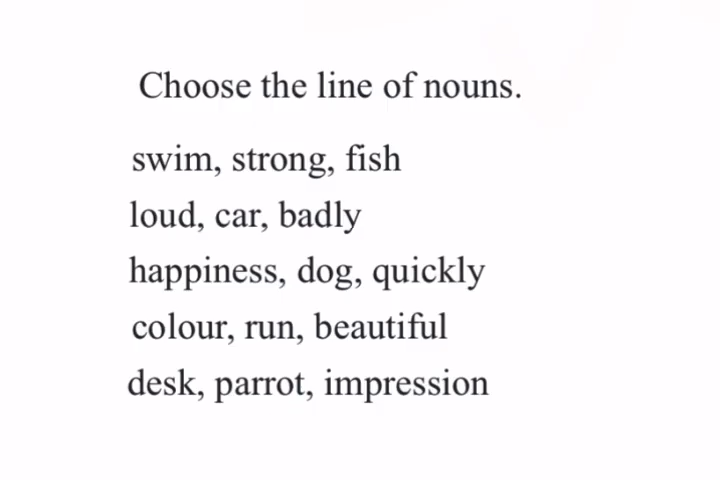 Choose the line of nouns.
swim, strong, fish
loud, car, badly
happiness, dog, quickly
colour, run, beautiful
desk, parrot, impression